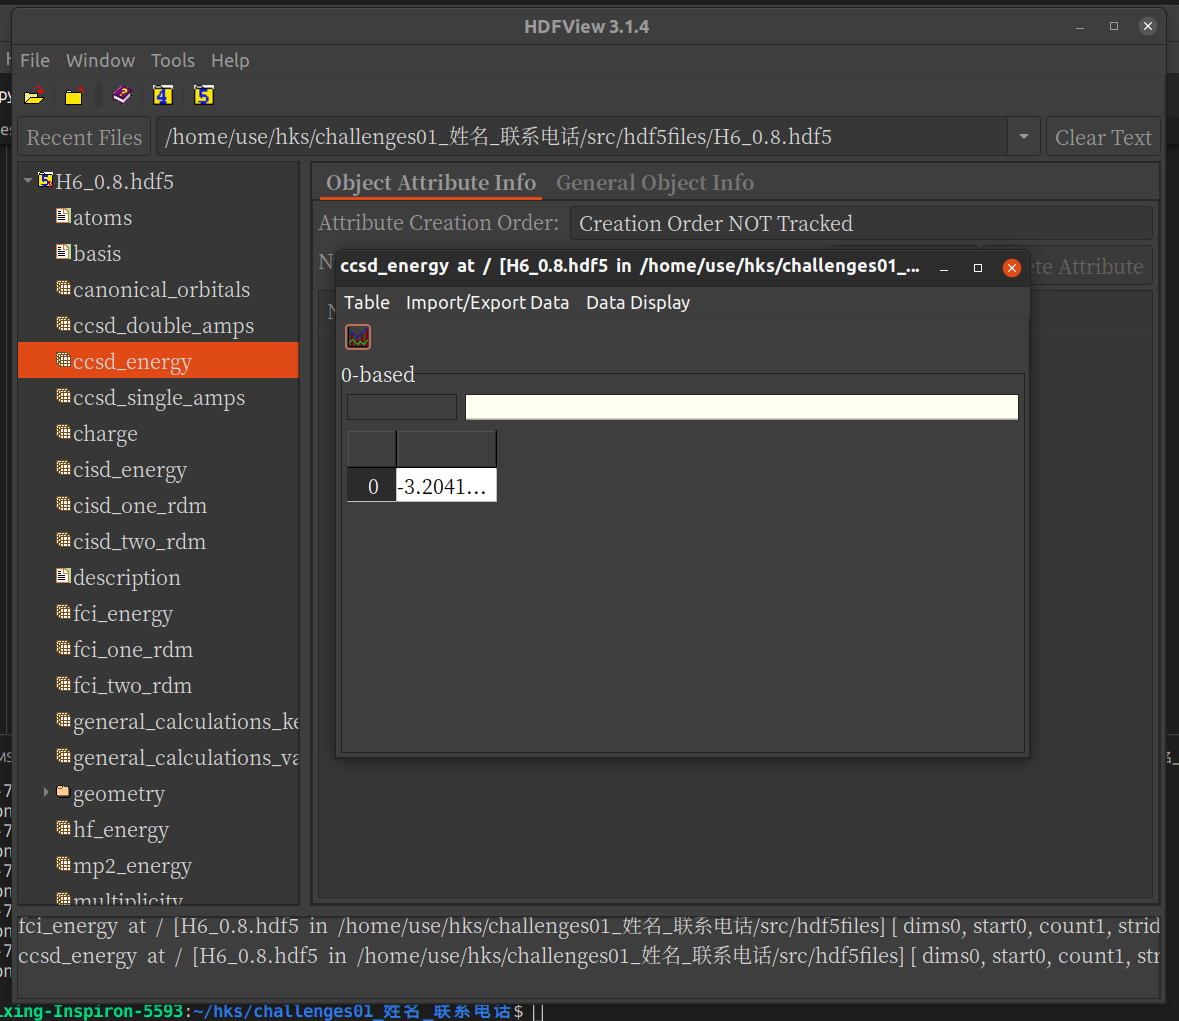 HDFView 3.1.4
File Window Tools Help
Recent Files /home/use/hks/challenges01_姓名_联系电话/src/hdf5files/H6_0.8.hdf5 Clear Text
H6_0.8.hdf5
atoms
basis
canonical_orbitals
ccsd_double_amps
ccsd_energy
ccsd_single_amps
charge
cisd_energy
cisd_one_rdm
cisd_two_rdm
description
fci_energy
fci_one_rdm
fci_two_rdm
general_calculations_ke
general_calculations_va
geometry
hf_energy
mp2_energy
multiplicity
Object Attribute Info General Object Info
Attribute Creation Order: Creation Order NOT Tracked
te Attribute
ccsd_energy at / [H6_0.8.hdf5 in /home/use/hks/challenges01_...
Table Import/Export Data Data Display
0-based
0 -3.2041...
fci_energy at / [H6_0.8.hdf5 in /home/use/hks/challenges01_姓名_联系电话/src/hdf5files] [ dims0, start0, count1, strid
ccsd_energy at / [H6_0.8.hdf5 in /home/use/hks/challenges01_姓名_联系电话/src/hdf5files] [ dims0, start0, count1, str
ixing-Inspiron-5593:~/hks/challenges01_姓名_联系电话$